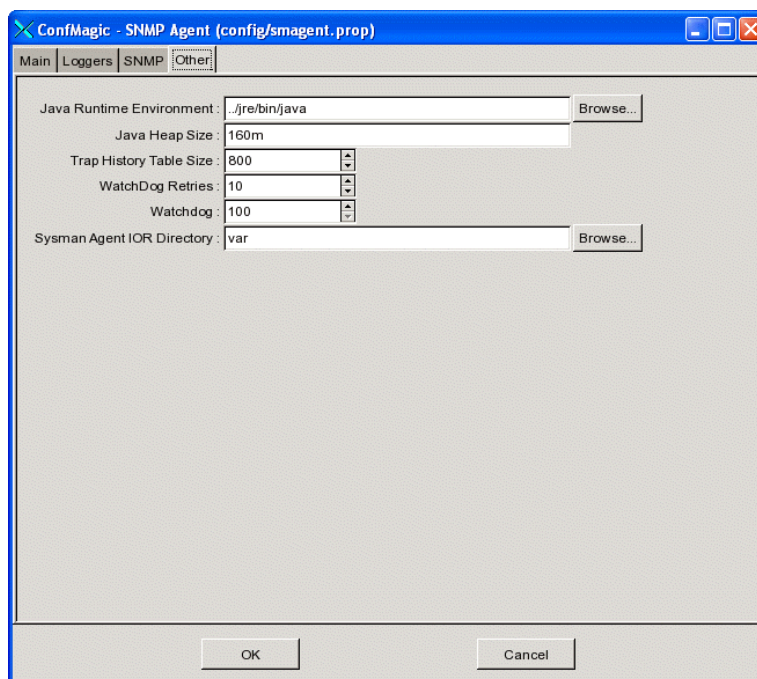 ConfMagic - SNMP Agent (config/smagent.prop)
Main Loggers SNMP Other
Java Runtime Environment : ../jre/bin/java Browse...
Java Heap Size : 160m
Trap History Table Size : 800
WatchDog Retries : 10
Watchdog : 100
Sysman Agent IOR Directory : var Browse...
OK Cancel